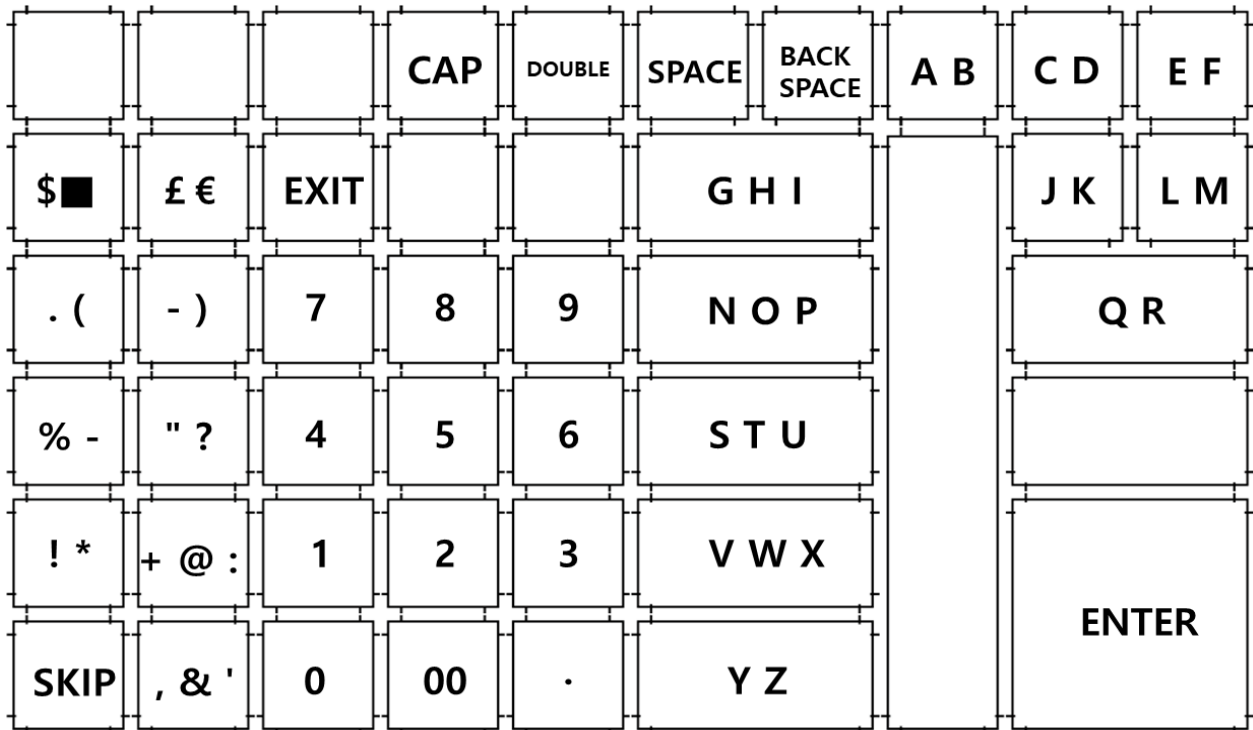 CAP
DOUBLE
SPACE
BACK
SPACE
A B
C D
E F
$■
£ €
EXIT
G H I
J K
L M
. (
- )
7
8
9
N O P
Q R
% -
" ?
4
5
6
S T U
! *
+ @ :
1
2
3
V W X
ENTER
SKIP
, & '
0
00
.
Y Z